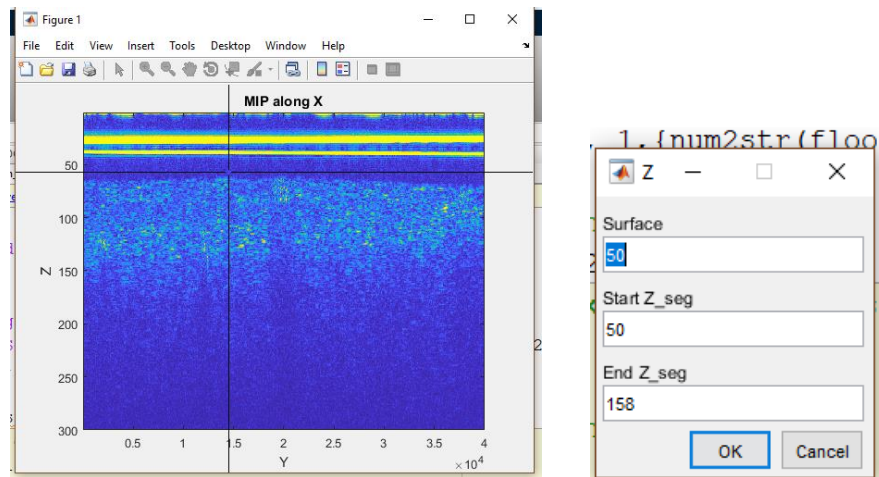 Figure 1
File Edit View Insert Tools Desktop Window Help
MIP along X
50
100
150
200
250
300
Z
0.5 1 1.5 2 2.5 3 3.5 4
Y
× 10^4
2
1,{num2str(floo
Z
Surface
50
Start Z_seg
50
End Z_seg
158
OK Cancel